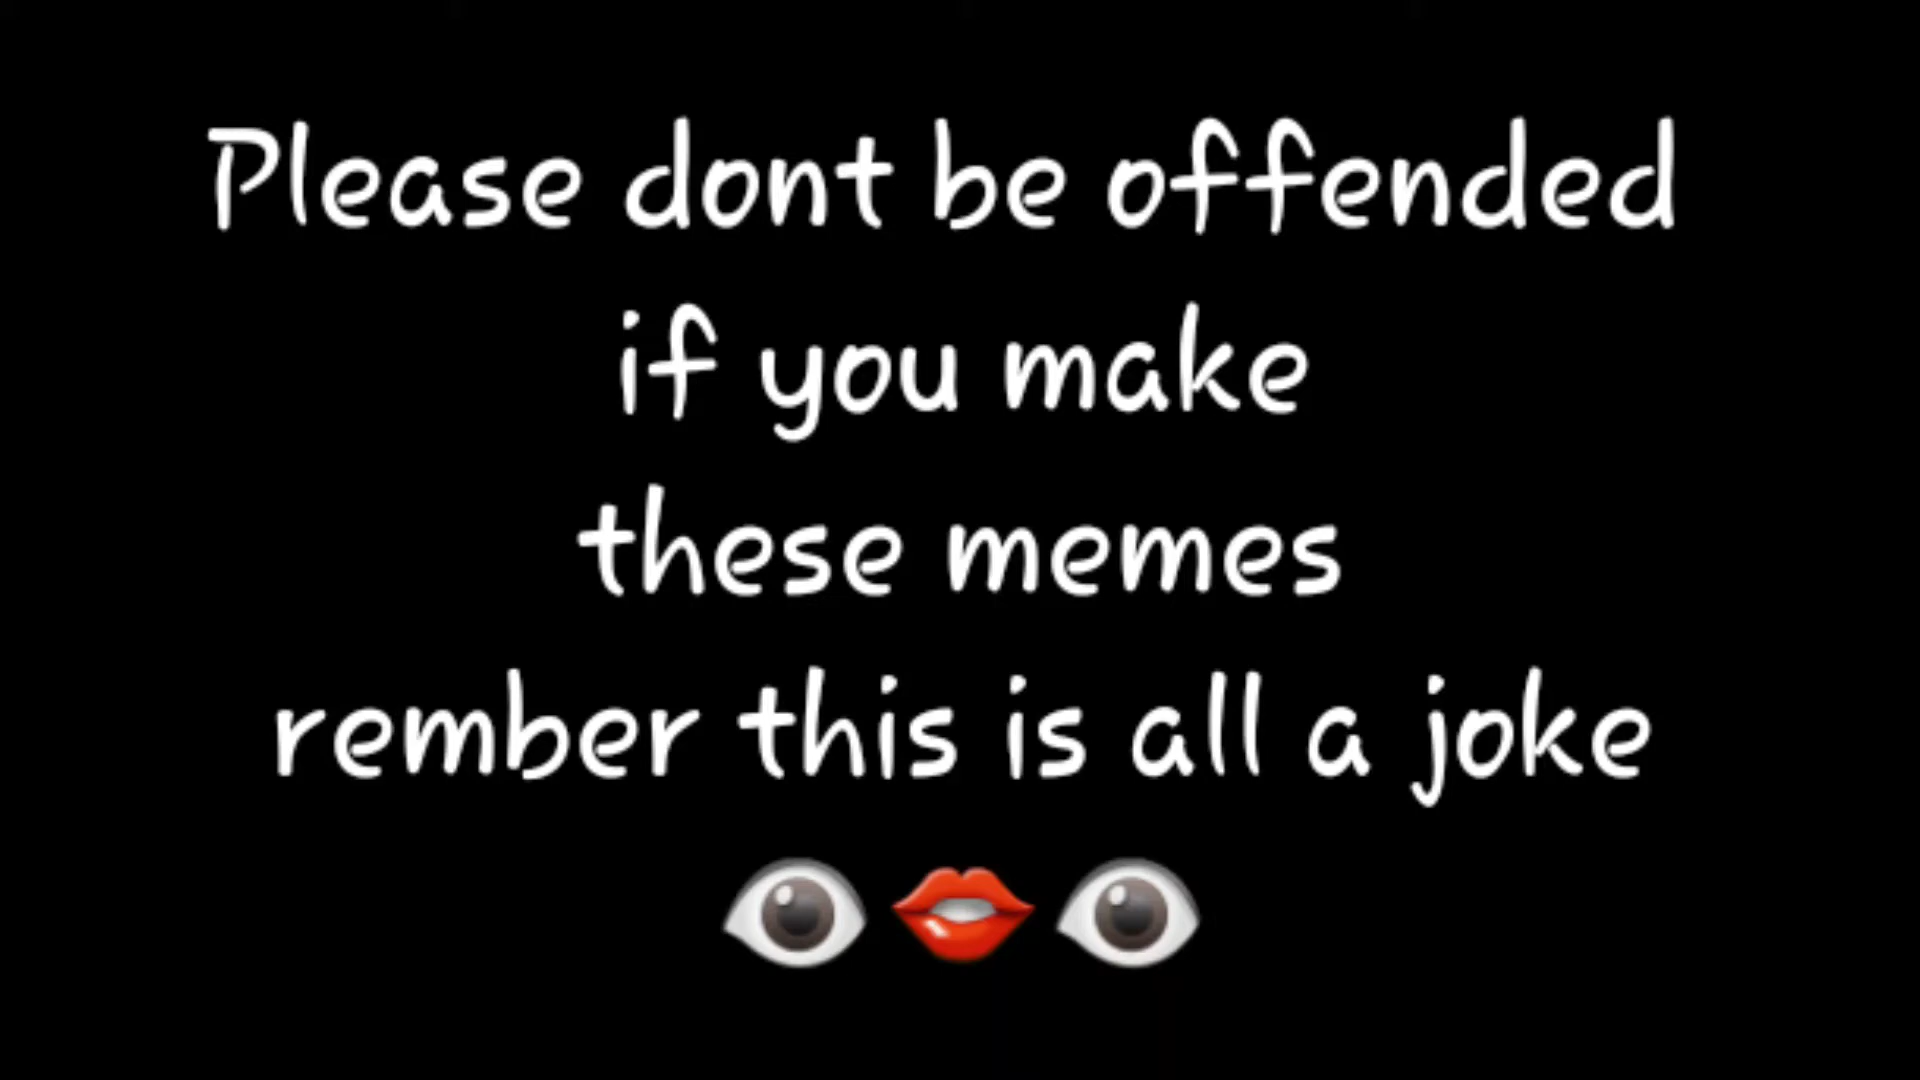 Please dont be offended
if you make
these memes
rember this is all a joke
👁👄👁